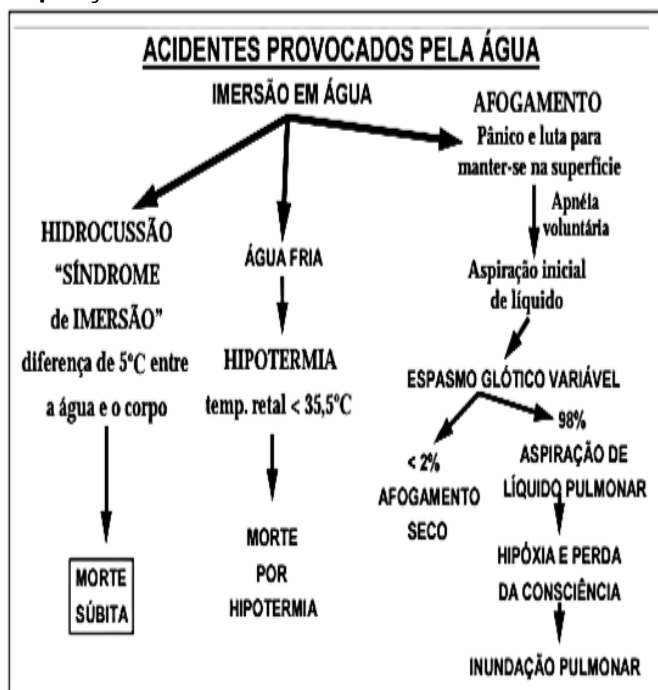 ACIDENTES PROVOCADOS PELA ÁGUA
IMERSÃO EM ÁGUA
HIDROCUSSÃO
“SÍNDROME
de IMERSÃO”
diferença de 5ºC entre
a água e o corpo
MORTE
SÚBITA
ÁGUA FRIA
HIPOTERMIA
temp. retal < 35,5ºC
MORTE
POR
HIPOTERMIA
AFOGAMENTO
Pânico e luta para
manter-se na superfície
Apnéia
voluntária
Aspiração inicial
de líquido
ESPASMO GLÓTICO VARIÁVEL
< 2%
AFOGAMENTO
SECO
98%
ASPIRAÇÃO DE
LÍQUIDO PULMONAR
HIPÓXIA E PERDA
DA CONSCIÊNCIA
INUNDAÇÃO PULMONAR